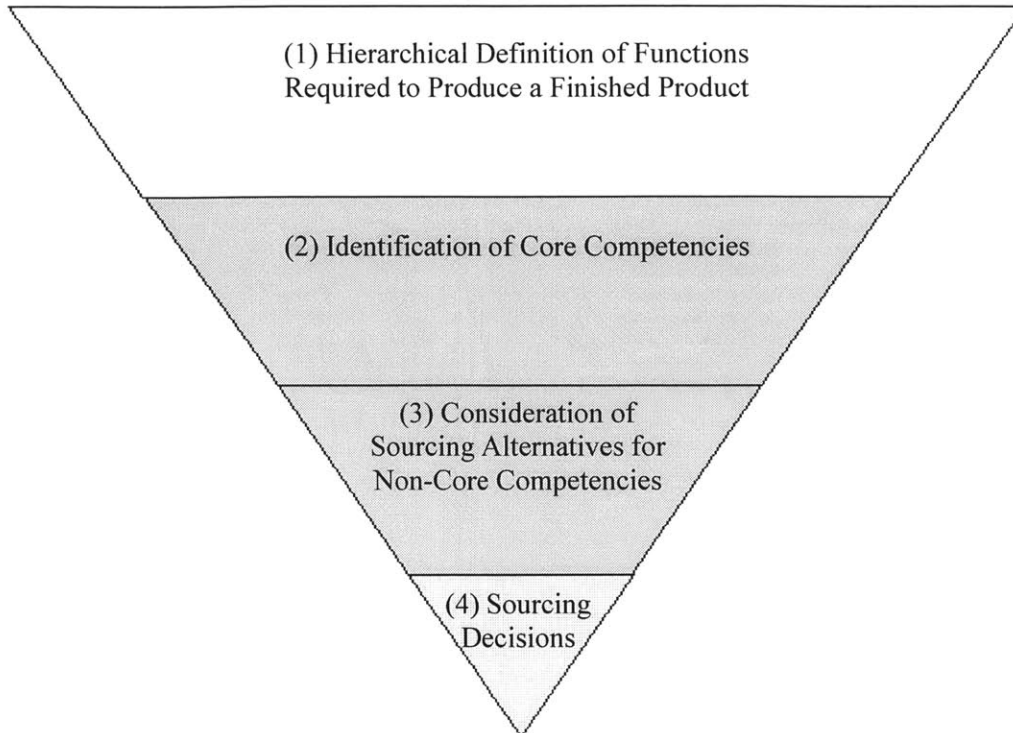 (1) Hierarchical Definition of Functions
Required to Produce a Finished Product
(2) Identification of Core Competencies
(3) Consideration of
Sourcing Alternatives for
Non-Core Competencies
(4) Sourcing
Decisions